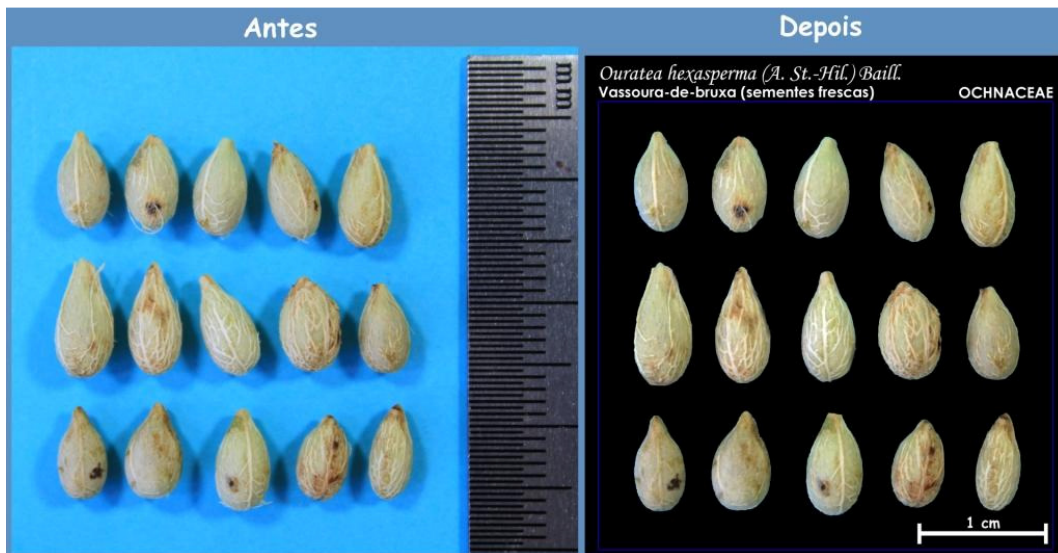 Antes
Depois
mm
Ouratea hexasperma (A. St.-Hil.) Baill.
Vassoura-de-bruxa (sementes frescas) OCHNACEAE
1 cm